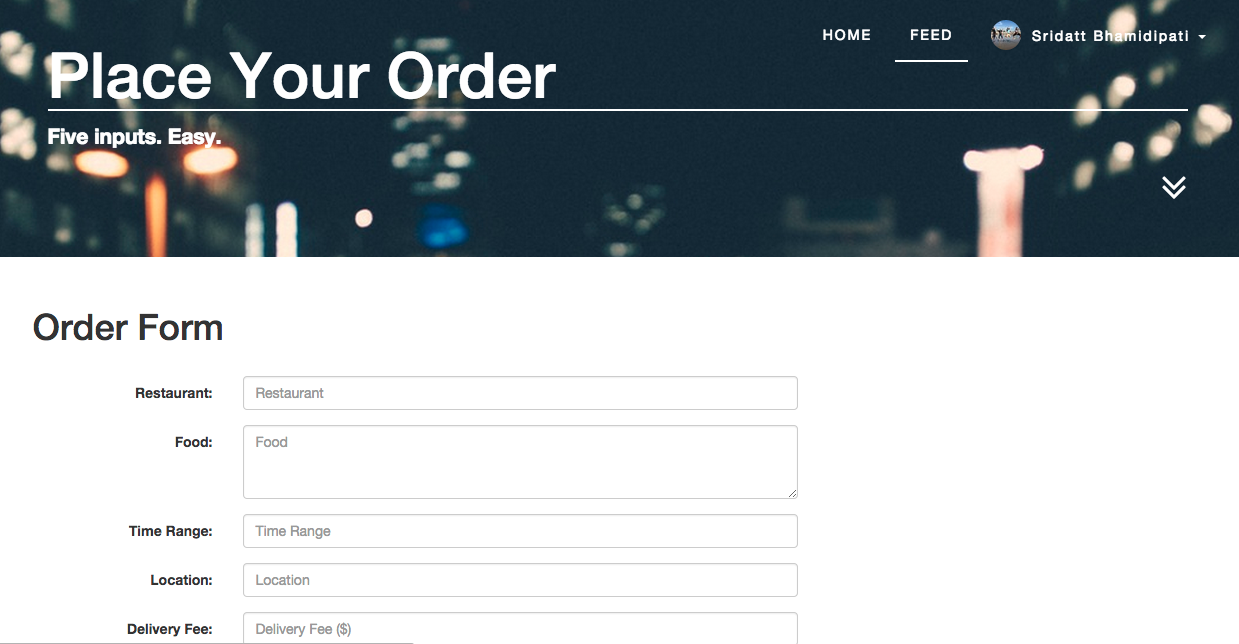 HOME FEED Sridatt Bhamidipati
Place Your Order
Five inputs. Easy.
Order Form
Restaurant: Restaurant
Food: Food
Time Range: Time Range
Location: Location
Delivery Fee: Delivery Fee ($)